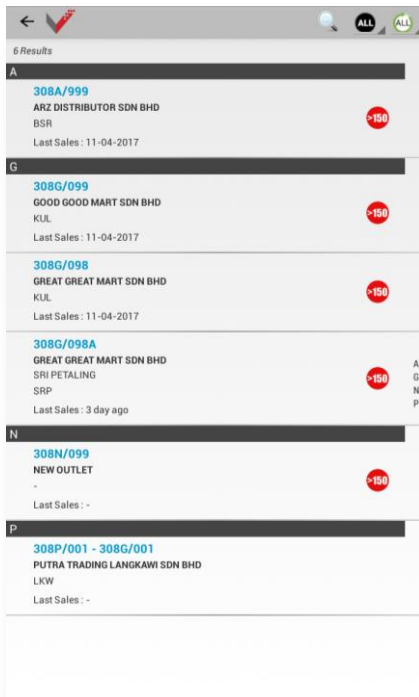 ALL
ALL
6 Results
A
308A/999
ARZ DISTRIBUTOR SDN BHD
BSR
>150
Last Sales : 11-04-2017
G
308G/099
GOOD GOOD MART SDN BHD
KUL
>150
Last Sales : 11-04-2017
308G/098
GREAT GREAT MART SDN BHD
KUL
>150
Last Sales : 11-04-2017
308G/098A
GREAT GREAT MART SDN BHD
SRI PETALING
>150
SRP
Last Sales : 3 day ago
A
G
N
P
N
308N/099
NEW OUTLET
-
>150
Last Sales : -
P
308P/001 - 308G/001
PUTRA TRADING LANGKAWI SDN BHD
LKW
Last Sales : -